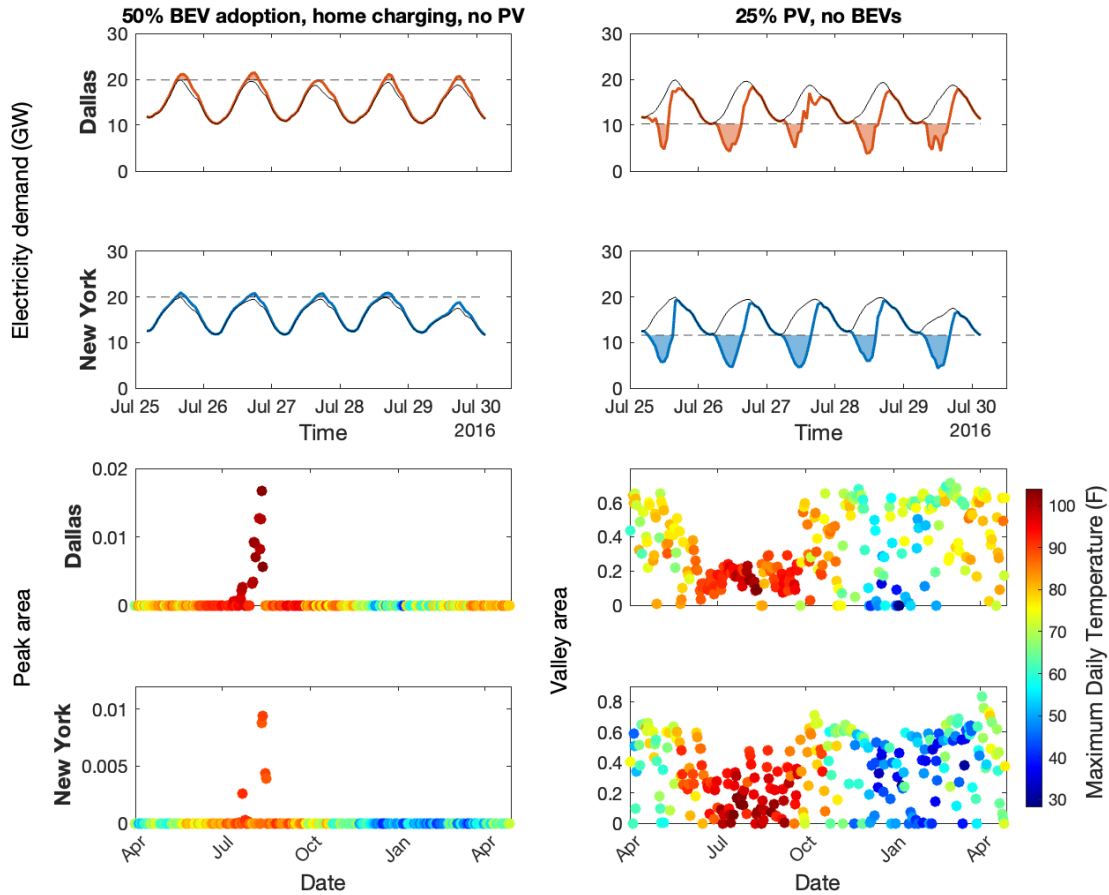 50% BEV adoption, home charging, no PV
25% PV, no BEVs
Electricity demand (GW)
Dallas
30
20
10
0
30
20
10
0
New York
30
20
10
0
Jul 25
Jul 26
Jul 27
Jul 28
Jul 29
Jul 30
2016
Time
30
20
10
0
Jul 25
Jul 26
Jul 27
Jul 28
Jul 29
Jul 30
2016
Time
Peak area
Dallas
0.02
0.01
0
New York
0.01
0.005
0
Apr
Jul
Oct
Jan
Apr
Date
Valley area
0.6
0.4
0.2
0
0.8
0.6
0.4
0.2
0
Apr
Jul
Oct
Jan
Apr
Date
100
90
80
70
60
50
40
30
Maximum Daily Temperature (F)